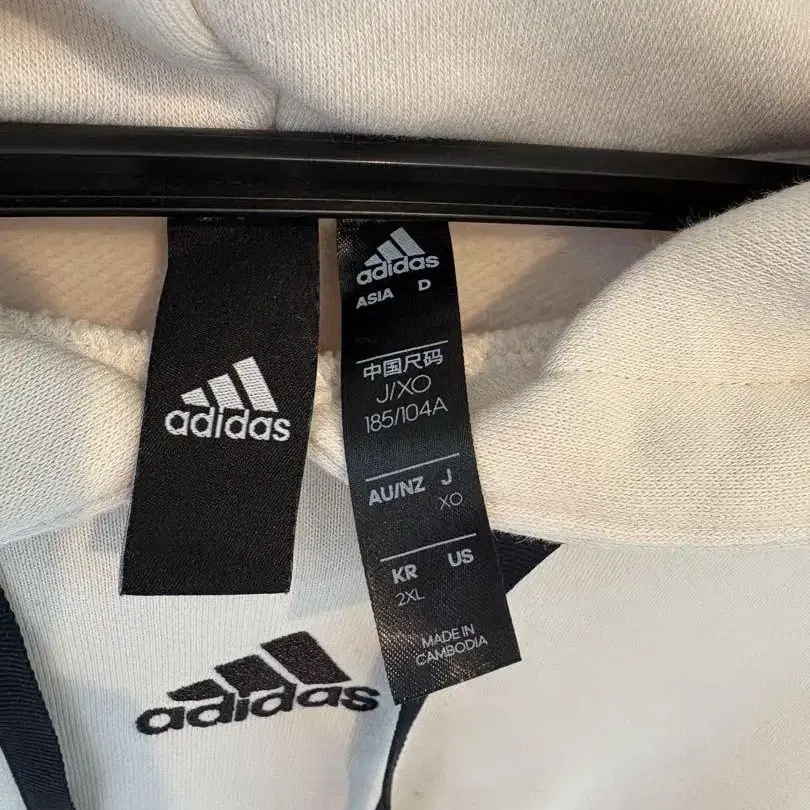 adidas
adidas
ASIA D
中国尺码
J/XO
185/104A
AU/NZ J
XO
KR US
2XL
MADE IN
CAMBODIA
adidas